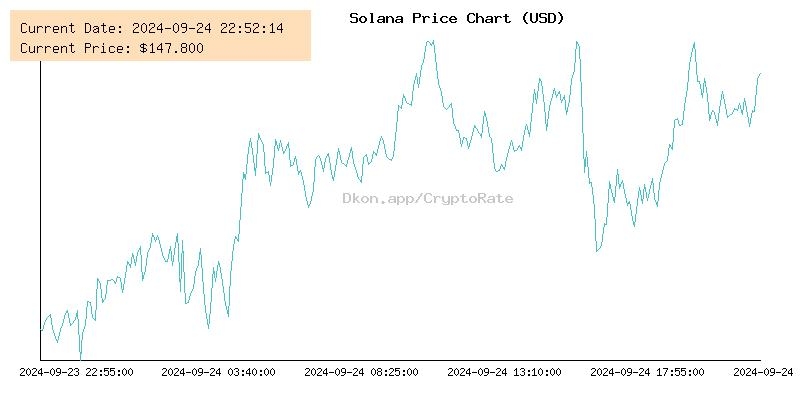 Solana Price Chart (USD)
Current Date: 2024-09-24 22:52:14
Current Price: $147.800
Dkon.app/CryptoRate
2024-09-23 22:55:00 2024-09-24 03:40:00 2024-09-24 08:25:00 2024-09-24 13:10:00 2024-09-24 17:55:00 2024-09-24